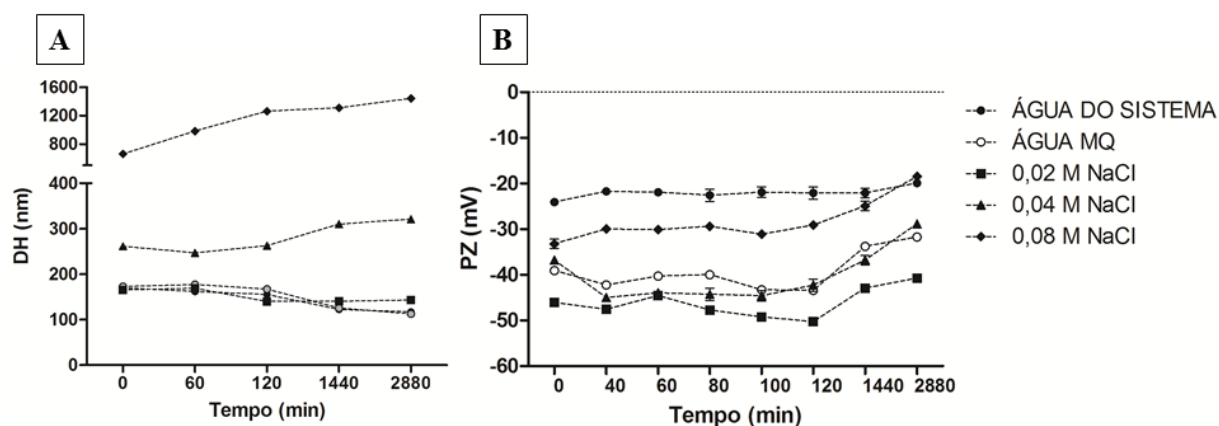 A
1600
1200
800
400
300
200
100
0
DH (nm)
0 60 120 1440 2880
Tempo (min)
B
0
-10
-20
-30
-40
-50
-60
PZ (mV)
0 40 60 80 100 120 1440 2880
Tempo (min)
ÁGUA DO SISTEMA
ÁGUA MQ
0,02 M NaCl
0,04 M NaCl
0,08 M NaCl